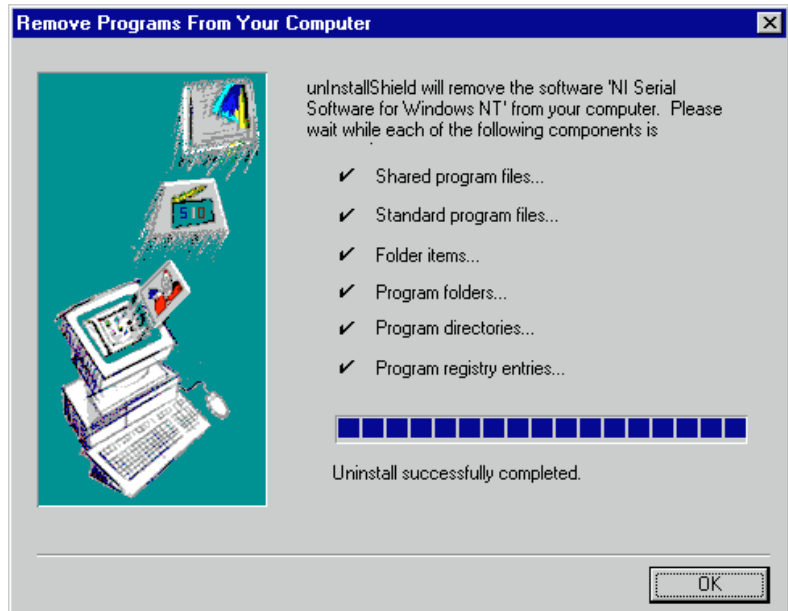 Remove Programs From Your Computer
unInstallShield will remove the software 'NI Serial
Software for Windows NT' from your computer.  Please
wait while each of the following components is
✔ Shared program files...
✔ Standard program files...
✔ Folder items...
✔ Program folders...
✔ Program directories...
✔ Program registry entries...
Uninstall successfully completed.
OK